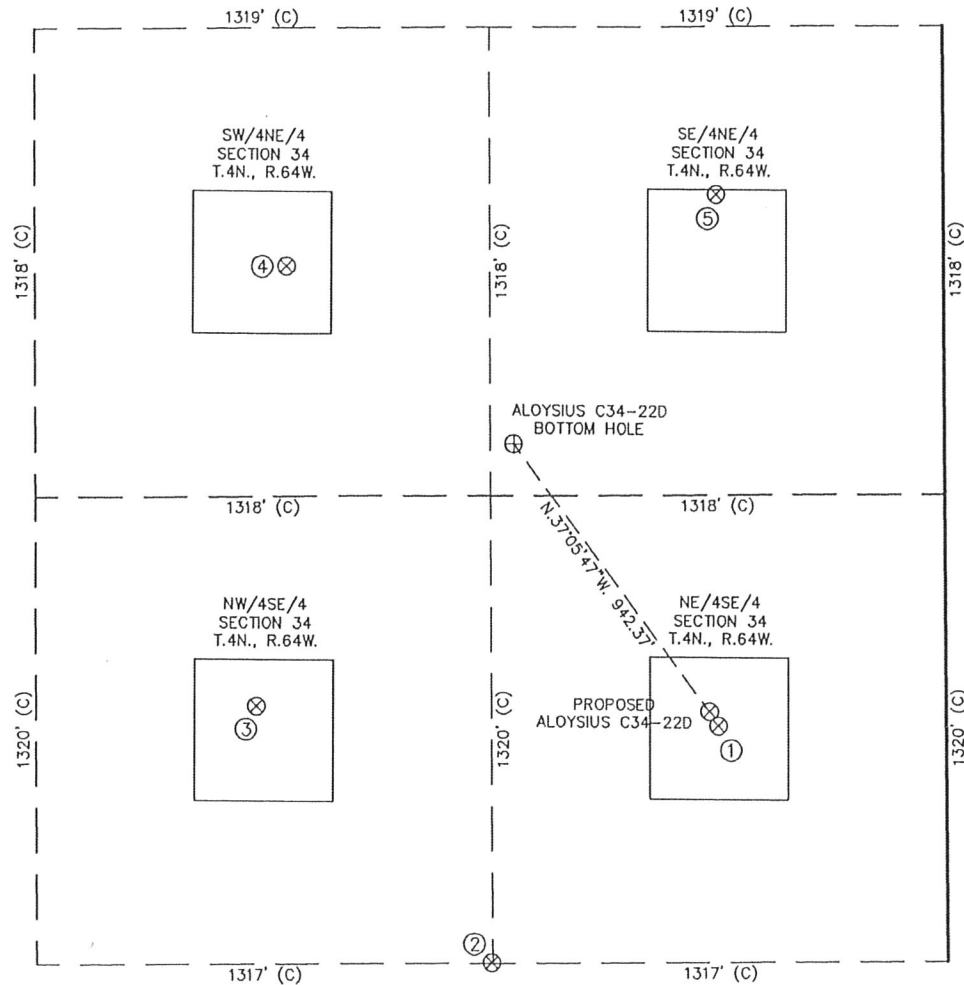 1319' (C)
1319' (C)
SW/4NE/4
SECTION 34
T.4N., R.64W.
SE/4NE/4
SECTION 34
T.4N., R.64W.
5
4
1318' (C)
1318' (C)
1318' (C)
ALOYSIUS C34-22D
BOTTOM HOLE
1318' (C)
1318' (C)
N.37°05'47"W. 942.37'
NW/4SE/4
SECTION 34
T.4N., R.64W.
NE/4SE/4
SECTION 34
T.4N., R.64W.
3
PROPOSED
ALOYSIUS C34-22D
1
1320' (C)
1320' (C)
1320' (C)
2
1317' (C)
1317' (C)